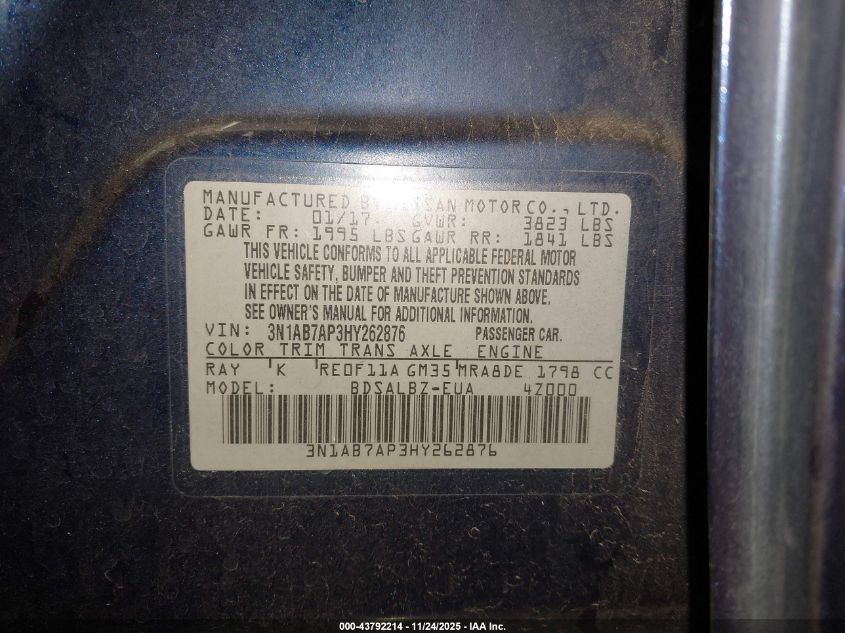 MANUFACTURED BY NISSAN MOTOR CO., LTD.
DATE: 01/17 GVWR: 3823 LBS
GAWR FR: 1995 LBS GAWR RR: 1841 LBS
THIS VEHICLE CONFORMS TO ALL APPLICABLE FEDERAL MOTOR
VEHICLE SAFETY, BUMPER AND THEFT PREVENTION STANDARDS
IN EFFECT ON THE DATE OF MANUFACTURE SHOWN ABOVE.
SEE OWNER'S MANUAL FOR ADDITIONAL INFORMATION.
VIN: 3N1AB7AP3HY262876 PASSENGER CAR.
COLOR TRIM TRANS AXLE ENGINE
RAY K RE0F11A GM35 MRA8DE 1798 CC
MODEL: BDSALBZ-EUA 4Z000
3N1AB7AP3HY262876
000-43792214 - 11/24/2025 - IAA Inc.